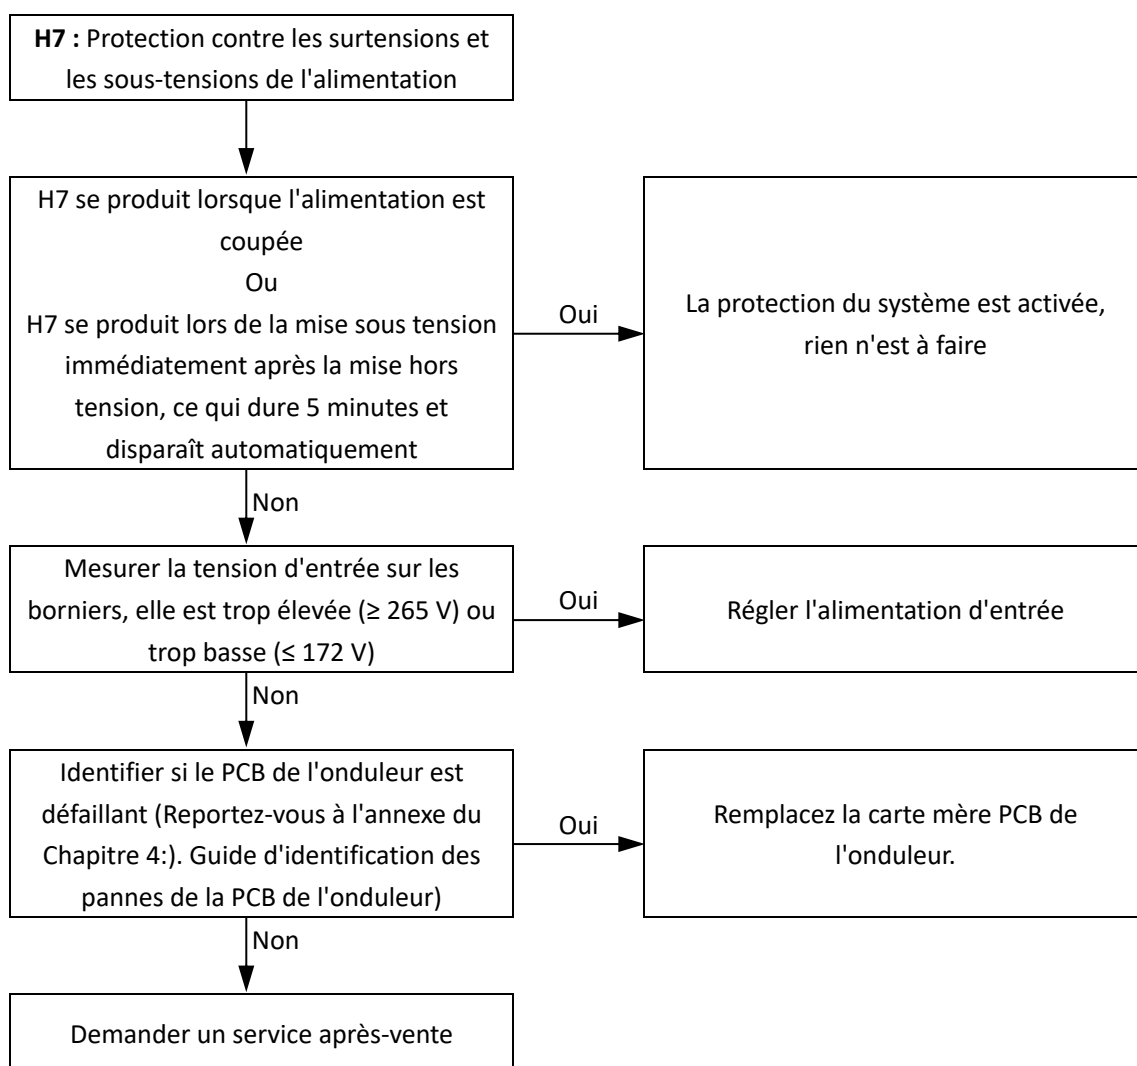 H7 : Protection contre les surtensions et
les sous-tensions de l'alimentation
H7 se produit lorsque l'alimentation est
coupée
Ou
H7 se produit lors de la mise sous tension
immédiatement après la mise hors
tension, ce qui dure 5 minutes et
disparaît automatiquement
Oui
La protection du système est activée,
rien n'est à faire
Non
Mesurer la tension d'entrée sur les
borniers, elle est trop élevée (≥ 265 V) ou
trop basse (≤ 172 V)
Oui
Régler l'alimentation d'entrée
Non
Identifier si le PCB de l'onduleur est
défaillant (Reportez-vous à l'annexe du
Chapitre 4:). Guide d'identification des
pannes de la PCB de l'onduleur)
Oui
Remplacez la carte mère PCB de
l'onduleur.
Non
Demander un service après-vente